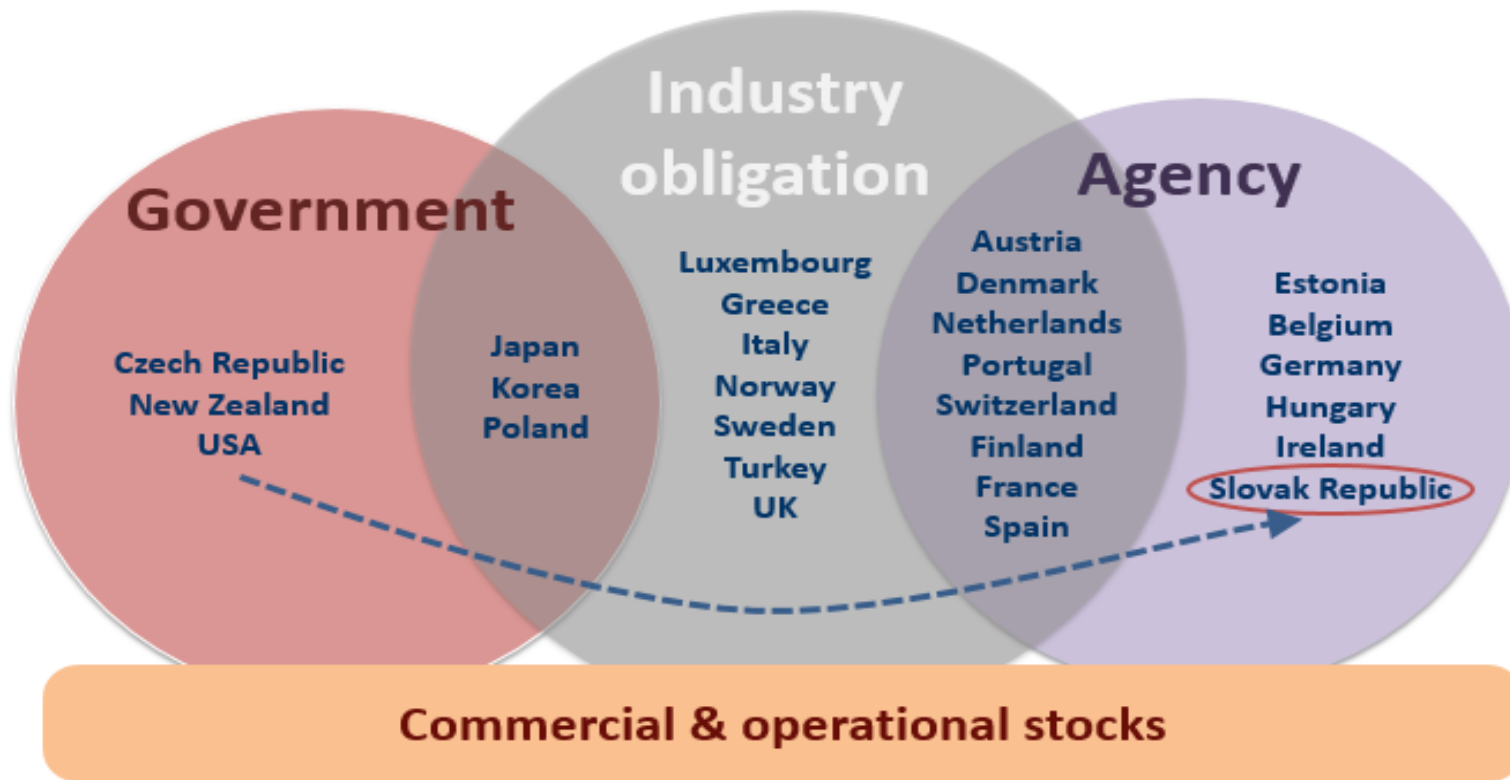 Industry
obligation
Government
Agency
Czech Republic
New Zealand
USA
Japan
Korea
Poland
Luxembourg
Greece
Italy
Norway
Sweden
Turkey
UK
Austria
Denmark
Netherlands
Portugal
Switzerland
Finland
France
Spain
Estonia
Belgium
Germany
Hungary
Ireland
Slovak Republic
Commercial & operational stocks